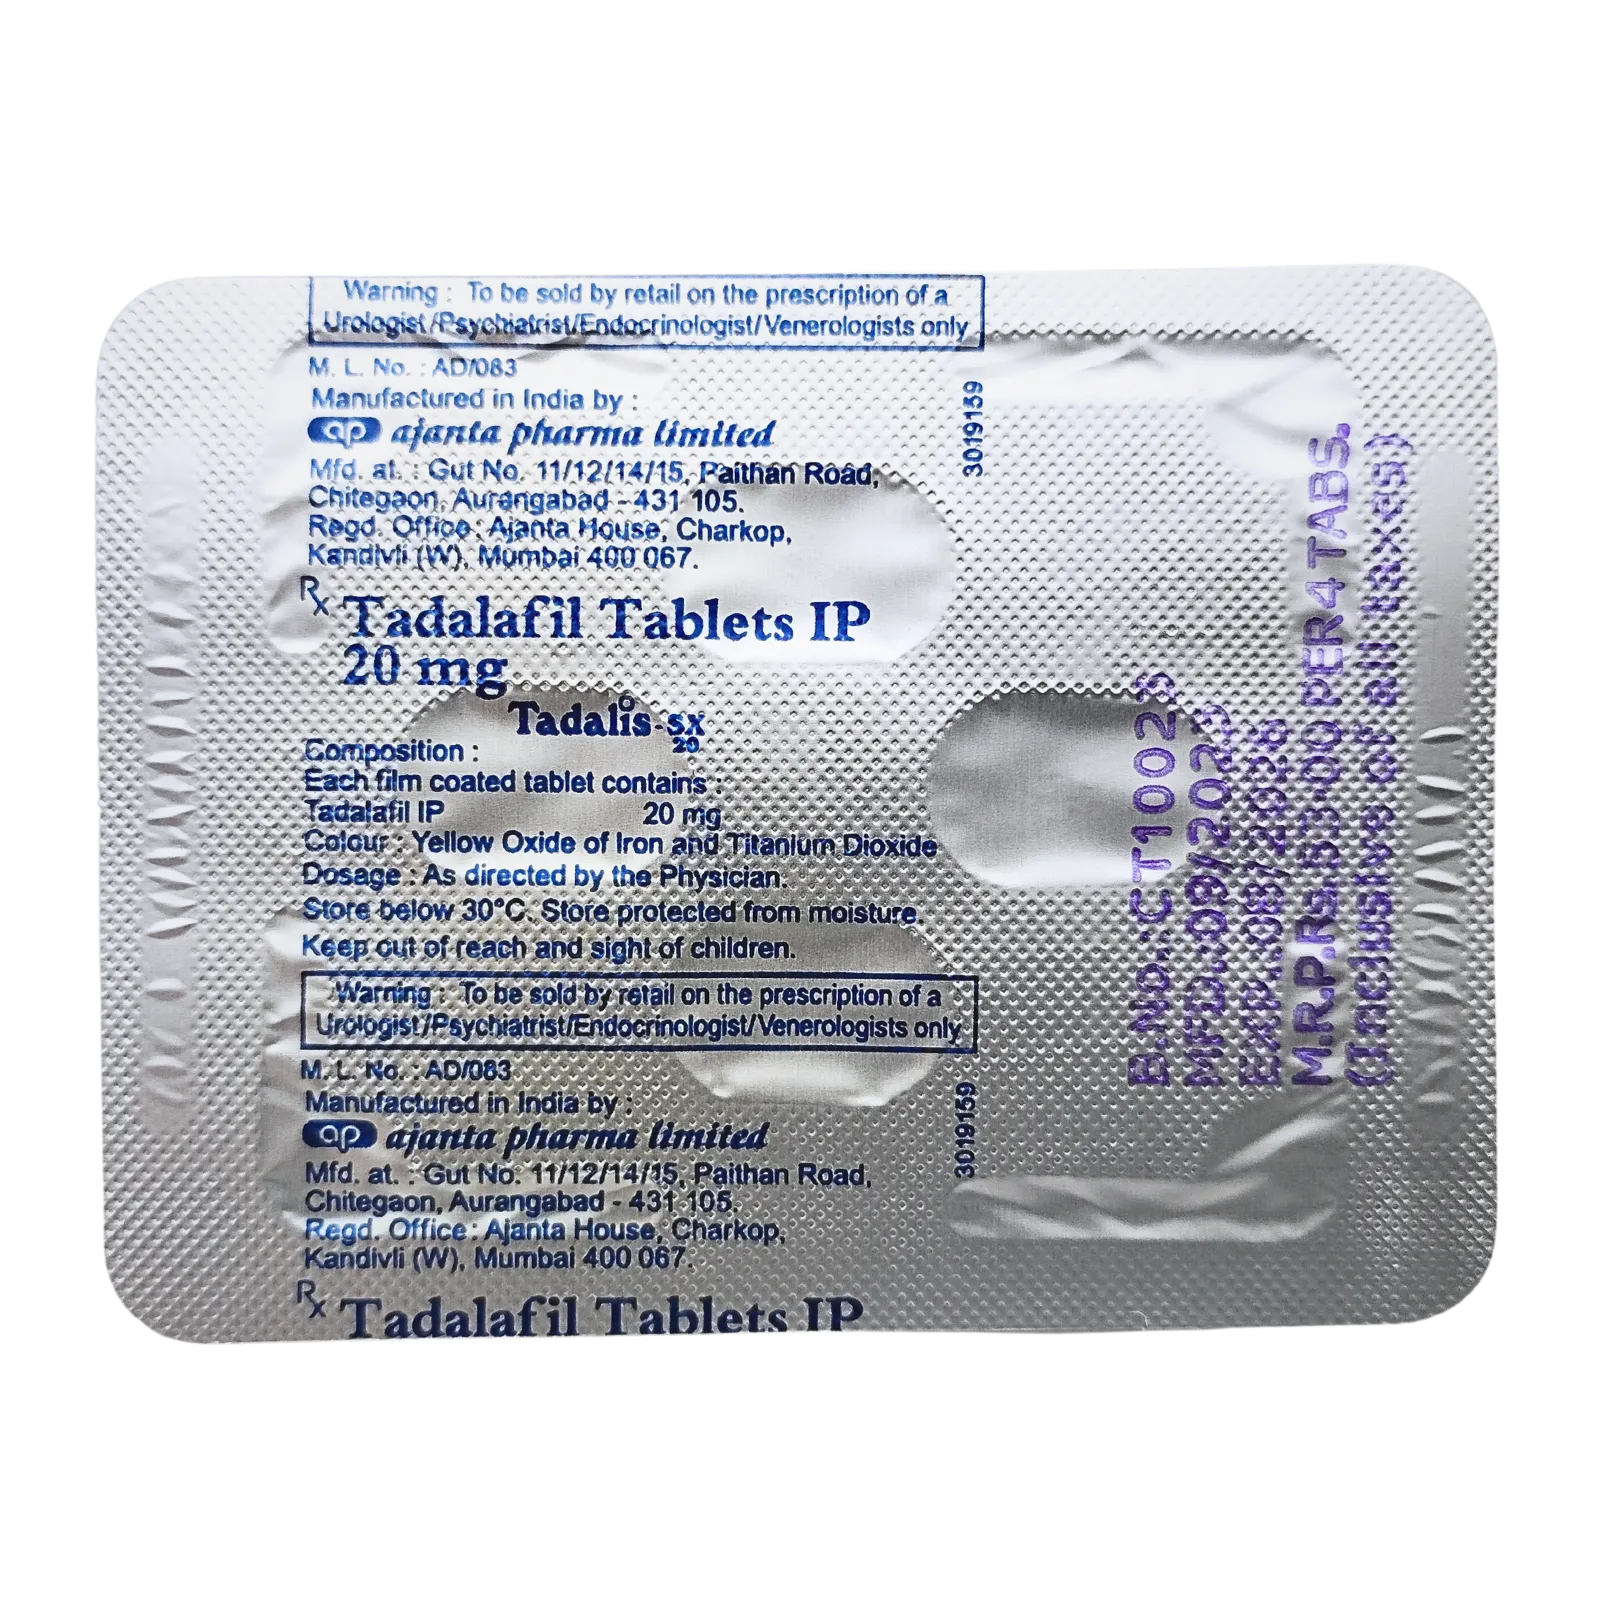 Warning : To be sold by retail on the prescription of a
Urologist/Psychiatrist/Endocrinologist/Venerologists only
M. L. No. : AD/083
Manufactured in India by :
ap ajanta pharma limited
Mfd. at. : Gut No. 11/12/14/15, Paithan Road,
Chitegaon, Aurangabad - 431 105.
Regd. Office : Ajanta House, Charkop,
Kandivli (W), Mumbai 400 067.
3019159
Rx Tadalafil Tablets IP
20 mg
Tadalis-sx
20
Composition :
Each film coated tablet contains :
Tadalafil IP 20 mg
Colour : Yellow Oxide of Iron and Titanium Dioxide
Dosage : As directed by the Physician.
Store below 30°C. Store protected from moisture.
Keep out of reach and sight of children.
Warning : To be sold by retail on the prescription of a
Urologist/Psychiatrist/Endocrinologist/Venerologists only
M. L. No. : AD/083
Manufactured in India by :
ap ajanta pharma limited
Mfd. at. : Gut No. 11/12/14/15, Paithan Road,
Chitegaon, Aurangabad - 431 105.
Regd. Office : Ajanta House, Charkop,
Kandivli (W), Mumbai 400 067.
3019159
Rx Tadalafil Tablets IP
B.No.:CT10023
MFD.:09/2023
EXP.:08/2026
M.R.P.Rs.53.00 PER 4 TABS.
(Inclusive of all taxes)